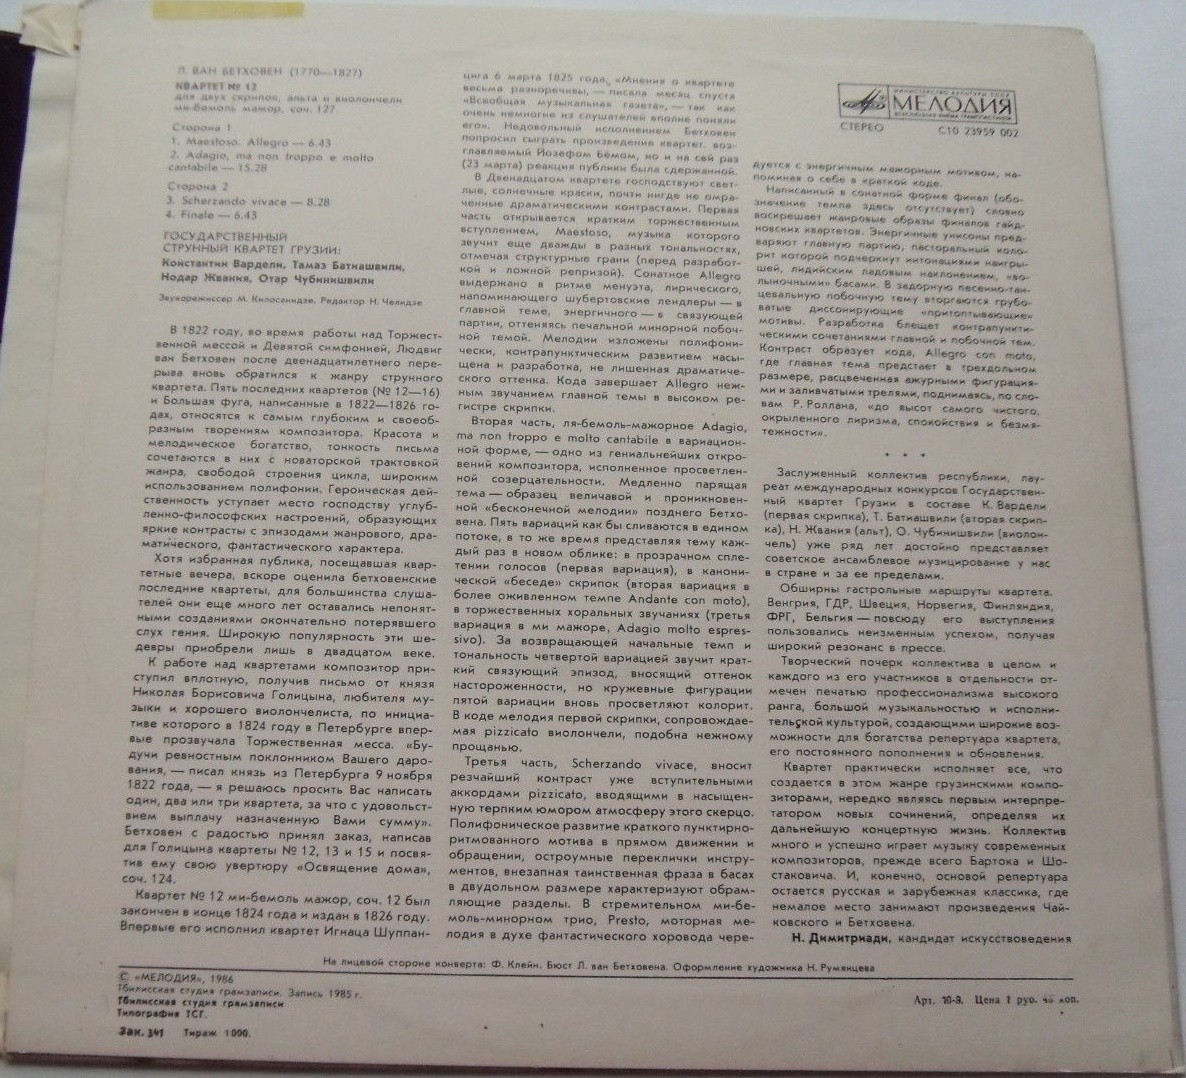 Л. ВАН БЕТХОВЕН (1770—1827)
КВАРТЕТ № 12
для двух скрипок, альта и виолончели
ми-бемоль мажор, соч. 127
Сторона 1
1. Maestoso. Allegro — 6.43
2. Adagio, ma non troppo e molto
cantabile — 15.28
Сторона 2
3. Scherzando vivace — 8.28
4. Finale — 6.43
ГОСУДАРСТВЕННЫЙ
СТРУННЫЙ КВАРТЕТ ГРУЗИИ:
Константин Вардели, Тамаз Батиашвили,
Нодар Жвания, Отар Чубинишвили
Звукорежиссер М. Килосанидзе. Редактор Н. Челидзе
В 1822 году, во время работы над Торжест-
венной мессой и Девятой симфонией, Людвиг
ван Бетховен после двенадцатилетнего пере-
рыва вновь обратился к жанру струнного
квартета. Пять последних квартетов (№ 12—16)
и Большая фуга, написанные в 1822—1826 го-
дах, относятся к самым глубоким и своеоб-
разным творениям композитора. Красота и
мелодическое богатство, тонкость письма
сочетаются в них с новаторской трактовкой
жанра, свободой строения цикла, широким
использованием полифонии. Героическая дей-
ственность уступает место господству углуб-
ленно-философских настроений, образующих
яркие контрасты с эпизодами жанрового, дра-
матического, фантастического характера.
Хотя избранная публика, посещавшая квар-
тетные вечера, вскоре оценила бетховенские
последние квартеты, для большинства слуша-
телей они еще много лет оставались непонят-
ными созданиями окончательно потерявшего
слух гения. Широкую популярность эти ше-
девры приобрели лишь в двадцатом веке.
К работе над квартетами композитор при-
ступил вплотную, получив письмо от князя
Николая Борисовича Голицына, любителя му-
зыки и хорошего виолончелиста, по инициа-
тиве которого в 1824 году в Петербурге впер-
вые прозвучала Торжественная месса. «Бу-
дучи ревностным поклонником Вашего даро-
вания, — писал князь из Петербурга 9 ноября
1822 года, — я решаюсь просить Вас написать
один, два или три квартета, за что с удовольст-
вием выплачу назначенную Вами сумму».
Бетховен с радостью принял заказ, написав
для Голицына квартеты № 12, 13 и 15 и посвя-
тив ему свою увертюру «Освящение дома»,
соч. 124.
Квартет № 12 ми-бемоль мажор, соч. 12 был
закончен в конце 1824 года и издан в 1826 году.
Впервые его исполнил квартет Игнаца Шуппан-
цига 6 марта 1825 года. «Мнения о квартете
весьма разноречивы, — писала месяц спустя
«Всеобщая музыкальная газета», — так как
очень немногие из слушателей вполне поняли
его». Недовольный исполнением Бетховен
попросил сыграть произведение квартет, воз-
главляемый Йозефом Бёмом, но и на сей раз
(23 марта) реакция публики была сдержанной.
В Двенадцатом квартете господствуют свет-
лые, солнечные краски, почти нигде не омра-
ченные драматическими контрастами. Первая
часть открывается кратким торжественным
вступлением, Maestoso, музыка которого
звучит еще дважды в разных тональностях,
отмечая структурные грани (перед разработ-
кой и ложной репризой). Сонатное Allegro
выдержано в ритме менуэта, лирического,
напоминающего шубертовские лендлеры — в
главной теме, энергичного — в связующей
партии, оттеняясь печальной минорной побоч-
ной темой. Мелодии изложены полифони-
чески, контрапунктическим развитием насы-
щена и разработка, не лишенная драматиче-
ского оттенка. Кода завершает Allegro неж-
ным звучанием главной темы в высоком ре-
гистре скрипки.
Вторая часть, ля-бемоль-мажорное Adagio,
ma non troppo e molto cantabile в вариацион-
ной форме, — одно из гениальнейших откро-
вений композитора, исполненное просветлен-
ной созерцательности. Медленно парящая
тема — образец величавой и проникновен-
ной «бесконечной мелодии» позднего Бетхо-
вена. Пять вариаций как бы сливаются в едином
потоке, в то же время представляя тему каж-
дый раз в новом облике: в прозрачном спле-
тении голосов (первая вариация), в канони-
ческой «беседе» скрипок (вторая вариация в
более оживленном темпе Andante con moto),
в торжественных хоральных звучаниях (третья
вариация в ми мажоре, Adagio molto espres-
sivo). За возвращающей начальные темп и
тональность четвертой вариацией звучит крат-
кий связующий эпизод, вносящий оттенок
настороженности, но кружевные фигурации
пятой вариации вновь просветляют колорит.
В коде мелодия первой скрипки, сопровождае-
мая pizzicato виолончели, подобна нежному
прощанью.
Третья часть, Scherzando vivace, вносит
резчайший контраст уже вступительными
аккордами pizzicato, вводящими в насыщен-
ную терпким юмором атмосферу этого скерцо.
Полифоническое развитие краткого пунктирно-
ритмованного мотива в прямом движении и
обращении, остроумные переклички инстру-
ментов, внезапная таинственная фраза в басах
в двудольном размере характеризуют обрам-
ляющие разделы. В стремительном ми-бе-
моль-минорном трио, Presto, моторная ме-
лодия в духе фантастического хоровода чере-
МИНИСТЕРСТВО КУЛЬТУРЫ СССР
МЕЛОДИЯ
ВСЕСОЮЗНАЯ ФИРМА ГРАМПЛАСТИНОК
СТЕРЕО С10 23959 002
дуется с энергичным мажорным мотивом, на-
поминая о себе в краткой коде.
Написанный в сонатной форме финал (обо-
значение темпа здесь отсутствует) словно
воскрешает жанровые образы финалов гайд-
новских квартетов. Энергичные унисоны пред-
варяют главную партию, пасторальный коло-
рит которой подчеркнут интонациями наигры-
шей, лидийским ладовым наклонением, «во-
лыночными» басами. В задорную песенно-тан-
цевальную побочную тему вторгаются грубо-
ватые диссонирующие «притоптывающие»
мотивы. Разработка блещет контрапункти-
ческими сочетаниями главной и побочной тем.
Контраст образует кода, Allegro con moto,
где главная тема предстает в трехдольном
размере, расцвеченная ажурными фигурация-
ми и заливчатыми трелями, поднимаясь, по сло-
вам Р. Роллана, «до высот самого чистого,
окрыленного лиризма, спокойствия и безмя-
тежности».
* * *
Заслуженный коллектив республики, лау-
реат международных конкурсов Государствен-
ный квартет Грузии в составе К. Вардели
(первая скрипка), Т. Батиашвили (вторая скрип-
ка), Н. Жвания (альт), О. Чубинишвили (виолон-
чель) уже ряд лет достойно представляет
советское ансамблевое музицирование у нас
в стране и за ее пределами.
Обширны гастрольные маршруты квартета.
Венгрия, ГДР, Швеция, Норвегия, Финляндия,
ФРГ, Бельгия — повсюду его выступления
пользовались неизменным успехом, получая
широкий резонанс в прессе.
Творческий почерк коллектива в целом и
каждого из его участников в отдельности от-
мечен печатью профессионализма высокого
ранга, большой музыкальностью и исполни-
тельской культурой, создающими широкие воз-
можности для богатства репертуара квартета,
его постоянного пополнения и обновления.
Квартет практически исполняет все, что
создается в этом жанре грузинскими компо-
зиторами, нередко являясь первым интерпре-
татором новых сочинений, определяя их
дальнейшую концертную жизнь. Коллектив
много и успешно играет музыку современных
композиторов, прежде всего Бартока и Шо-
стаковича. И, конечно, основой репертуара
остается русская и зарубежная классика, где
немалое место занимают произведения Чай-
ковского и Бетховена.
Н. Димитриади, кандидат искусствоведения
На лицевой стороне конверта: Ф. Клейн. Бюст Л. ван Бетховена. Оформление художника Н. Румянцева
© «МЕЛОДИЯ», 1986
Тбилисская студия грамзаписи. Запись 1985 г.
Тбилисская студия грамзаписи
Типография ТСГ.
Зак. 341 Тираж 1000.
Арт. 10-8. Цена 1 руб. 45 коп.